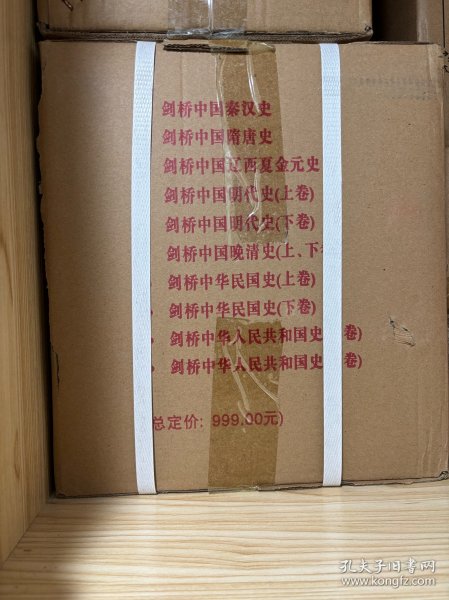 剑桥中国秦汉史
剑桥中国隋唐史
剑桥中国辽西夏金元史
剑桥中国明代史(上卷)
剑桥中国明代史(下卷)
剑桥中国晚清史(上、下
剑桥中华民国史(上卷)
剑桥中华民国史(下卷)
剑桥中华人民共和国史 卷)
剑桥中华人民共和国史 卷)
总定价: 999.00元)
孔夫子旧书网
www.kongfz.com